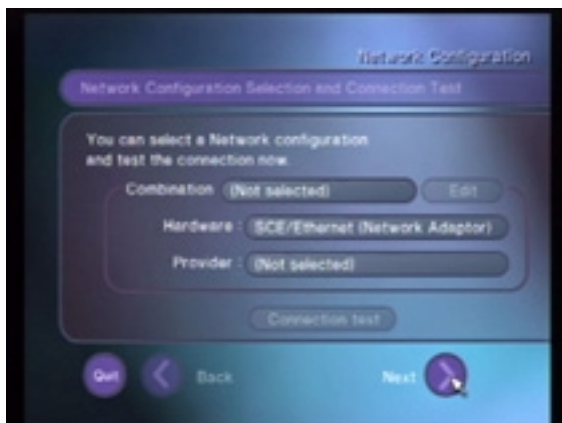 Network Configuration
Network Configuration Selection and Connection Test
You can select a Network configuration
and test the connection now.
Combination (Not selected) Edit
Hardware : SCE/Ethernet (Network Adaptor)
Provider : (Not selected)
Connection test
Quit Back Next